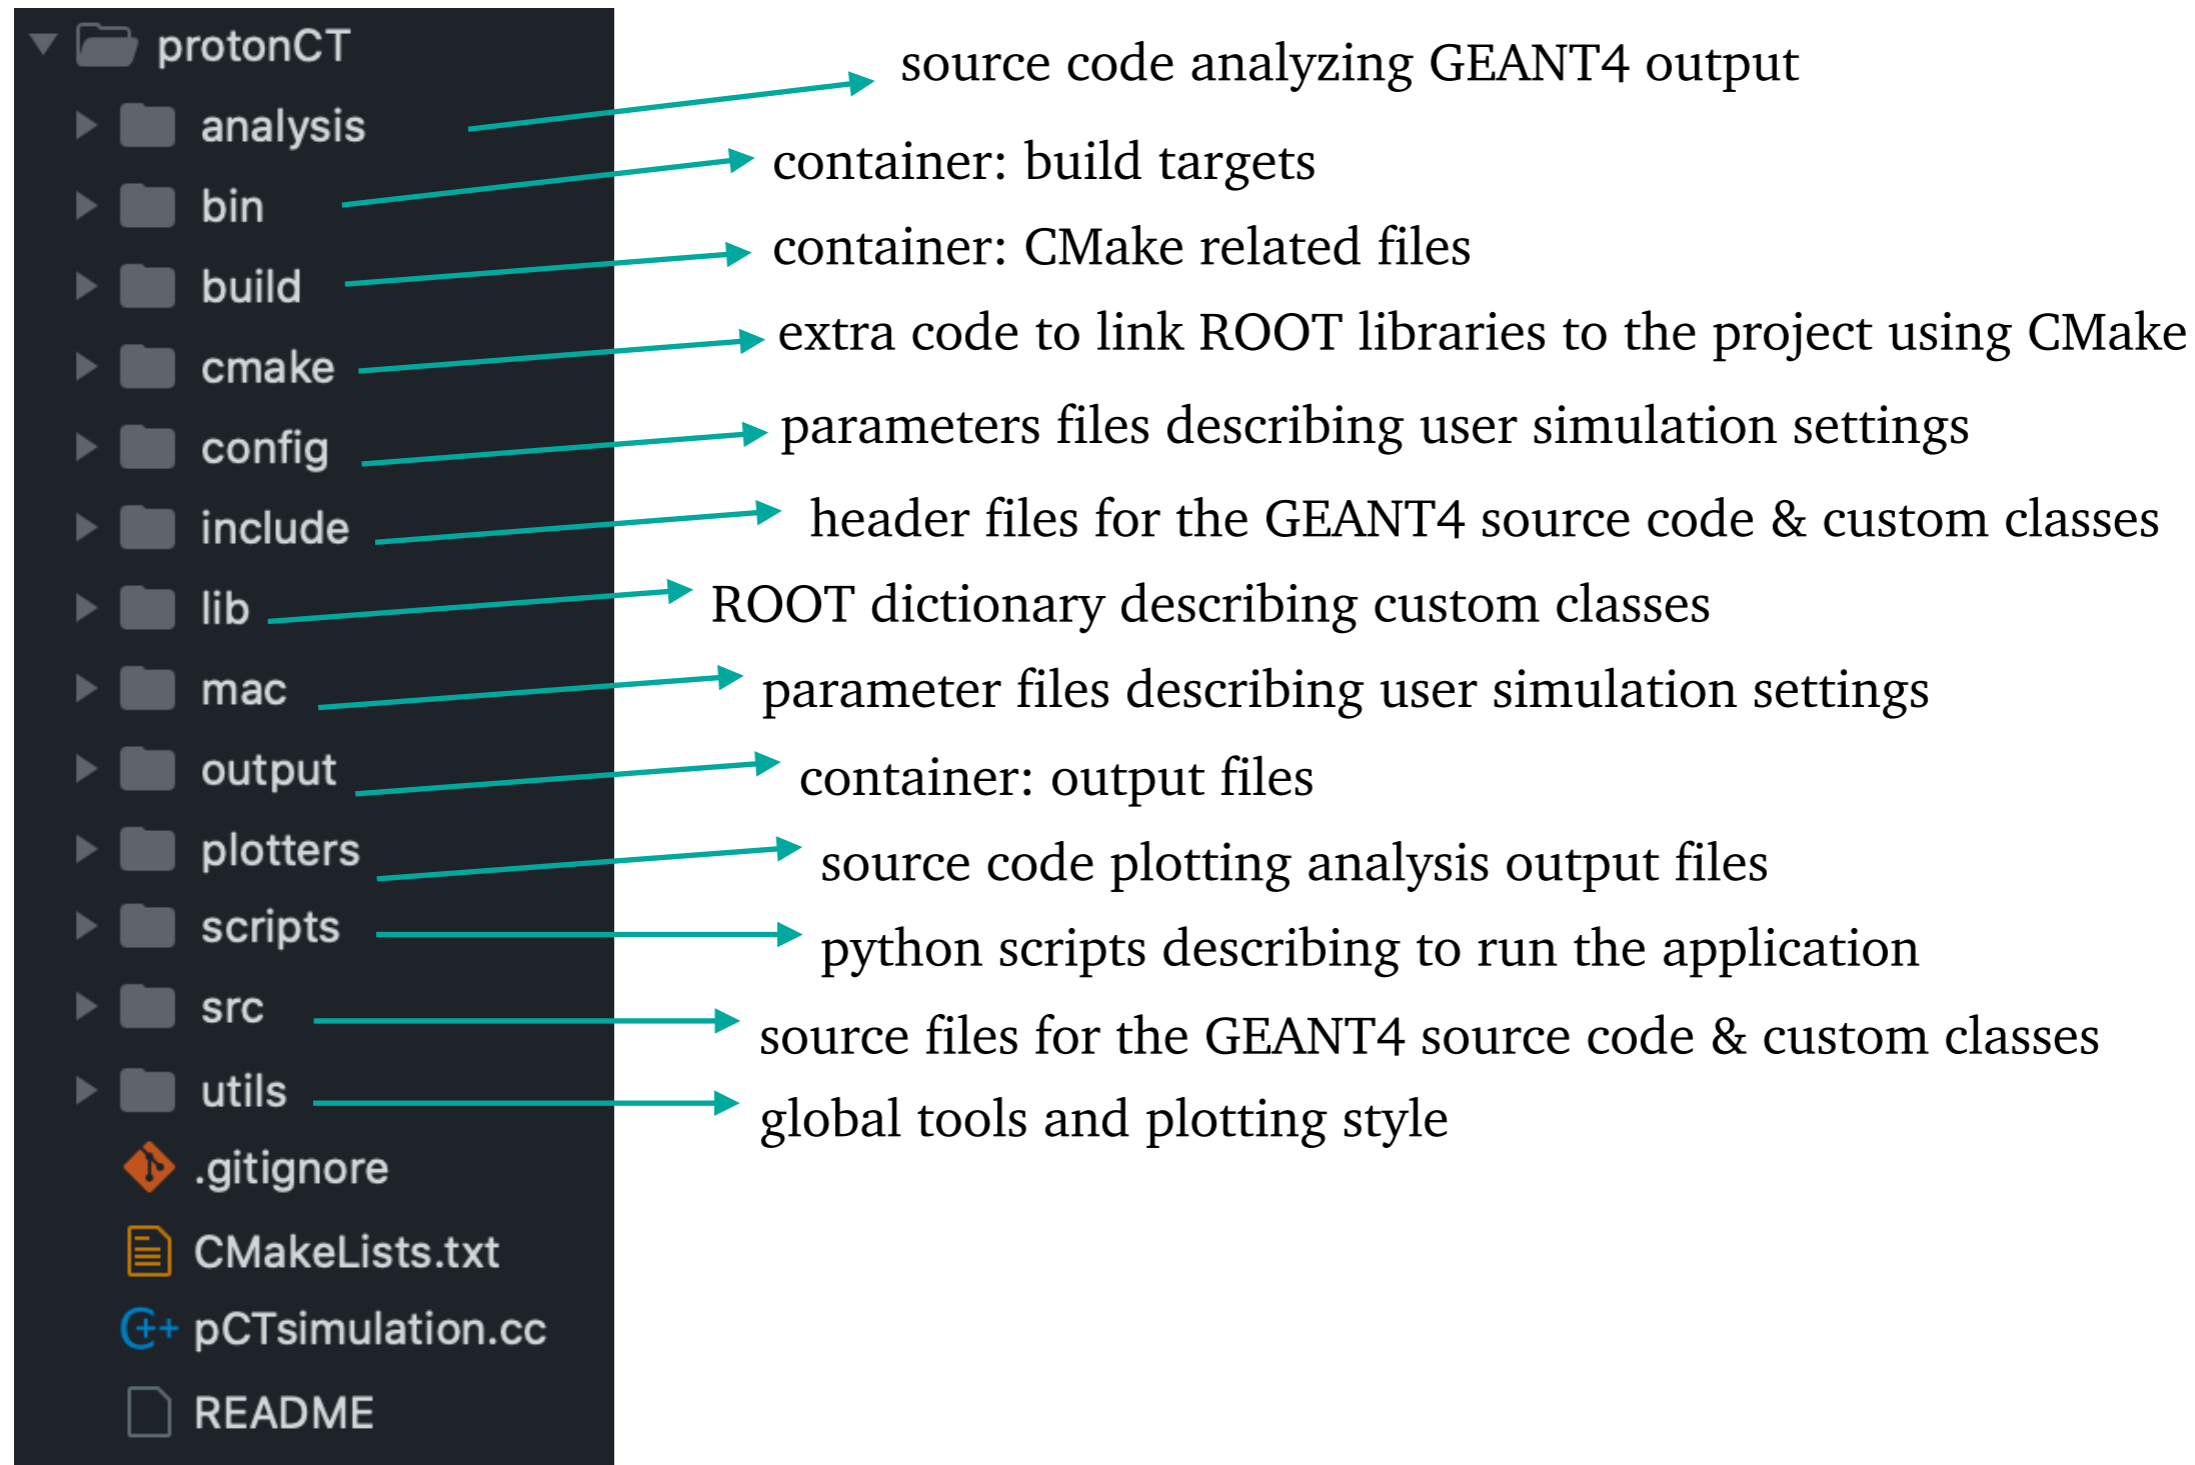 protonCT
analysis
source code analyzing GEANT4 output
bin
container: build targets
build
container: CMake related files
cmake
extra code to link ROOT libraries to the project using CMake
config
parameters files describing user simulation settings
include
header files for the GEANT4 source code & custom classes
lib
ROOT dictionary describing custom classes
mac
parameter files describing user simulation settings
output
container: output files
plotters
source code plotting analysis output files
scripts
python scripts describing to run the application
src
source files for the GEANT4 source code & custom classes
utils
global tools and plotting style
.gitignore
CMakeLists.txt
C++ pCTsimulation.cc
README